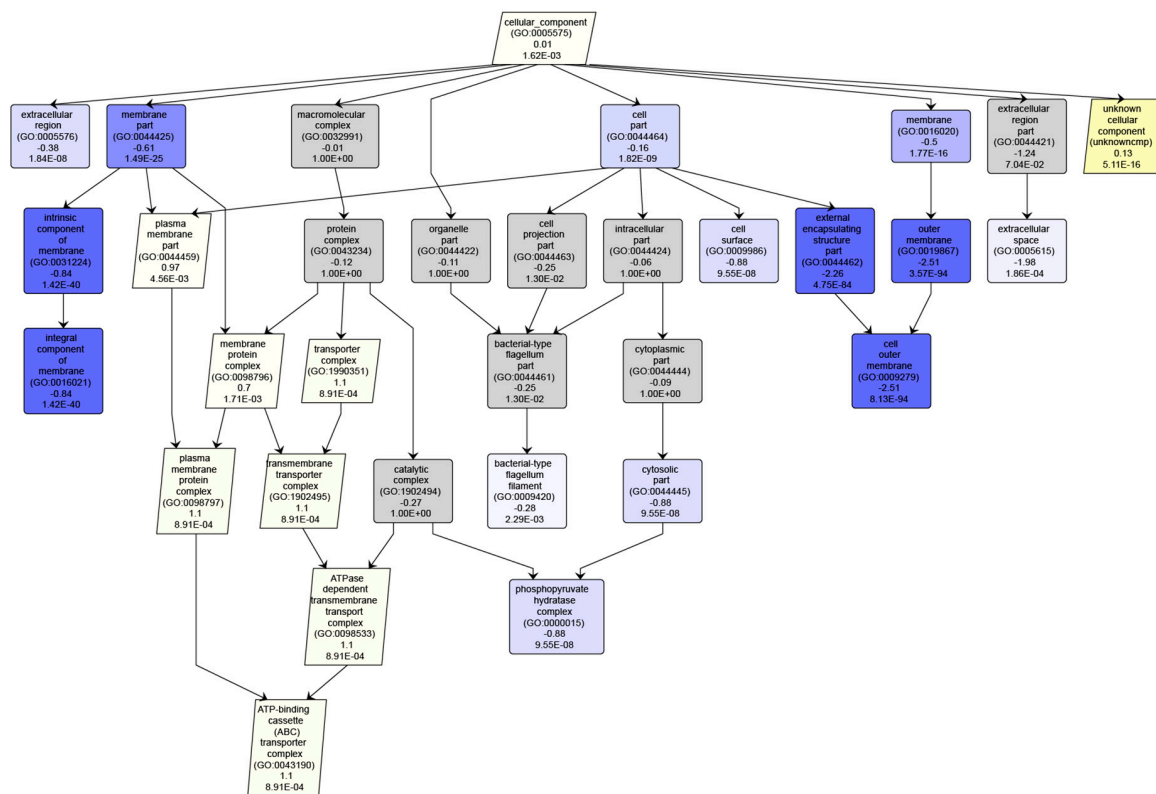 cellular_component
(GO:0005575)
0.01
1.62E-03
extracellular
region
(GO:0005576)
-0.38
1.84E-08
membrane
part
(GO:0044425)
-0.61
1.49E-25
macromolecular
complex
(GO:0032991)
-0.01
1.00E+00
cell
part
(GO:0044464)
-0.16
1.82E-09
membrane
(GO:0016020)
-0.5
1.77E-16
extracellular
region
part
(GO:0044421)
-1.24
7.04E-02
unknown
cellular
component
(unknowncmp)
0.13
5.11E-16
intrinsic
component
of
membrane
(GO:0031224)
-0.84
1.42E-40
plasma
membrane
part
(GO:0044459)
0.97
4.56E-03
protein
complex
(GO:0043234)
-0.12
1.00E+00
organelle
part
(GO:0044422)
-0.11
1.00E+00
cell
projection
part
(GO:0044463)
-0.25
1.30E-02
intracellular
part
(GO:0044424)
-0.06
1.00E+00
cell
surface
(GO:0009986)
-0.88
9.55E-08
external
encapsulating
structure
part
(GO:0044462)
-2.26
4.75E-84
outer
membrane
(GO:0019867)
-2.51
3.57E-94
extracellular
space
(GO:0005615)
-1.98
1.86E-04
integral
component
of
membrane
(GO:0016021)
-0.84
1.42E-40
membrane
protein
complex
(GO:0098796)
0.7
1.71E-03
transporter
complex
(GO:1990351)
1.1
8.91E-04
bacterial-type
flagellum
part
(GO:0044461)
-0.25
1.30E-02
cytoplasmic
part
(GO:0044444)
-0.09
1.00E+00
cell
outer
membrane
(GO:0009279)
-2.51
8.13E-94
plasma
membrane
protein
complex
(GO:0098797)
1.1
8.91E-04
transmembrane
transporter
complex
(GO:1902495)
1.1
8.91E-04
catalytic
complex
(GO:1902494)
-0.27
1.00E+00
bacterial-type
flagellum
filament
(GO:0009420)
-0.28
2.29E-03
cytosolic
part
(GO:0044445)
-0.88
9.55E-08
ATPase
dependent
transmembrane
transport
complex
(GO:0098533)
1.1
8.91E-04
phosphopyruvate
hydratase
complex
(GO:0000015)
-0.88
9.55E-08
ATP-binding
cassette
(ABC)
transporter
complex
(GO:0043190)
1.1
8.91E-04